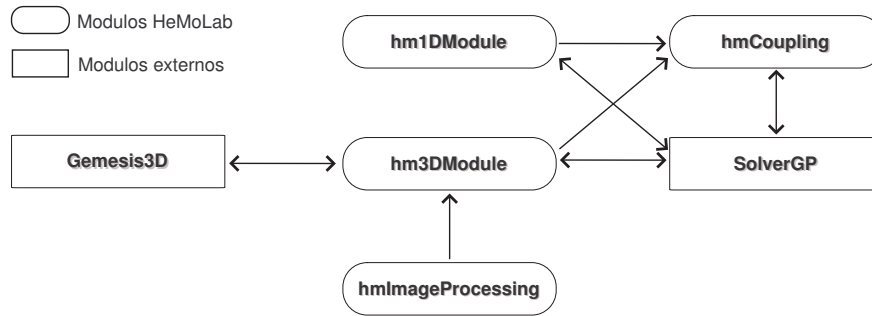 Modulos HeMoLab
Modulos externos
hm1DModule
hmCoupling
Gemesis3D
hm3DModule
SolverGP
hmImageProcessing